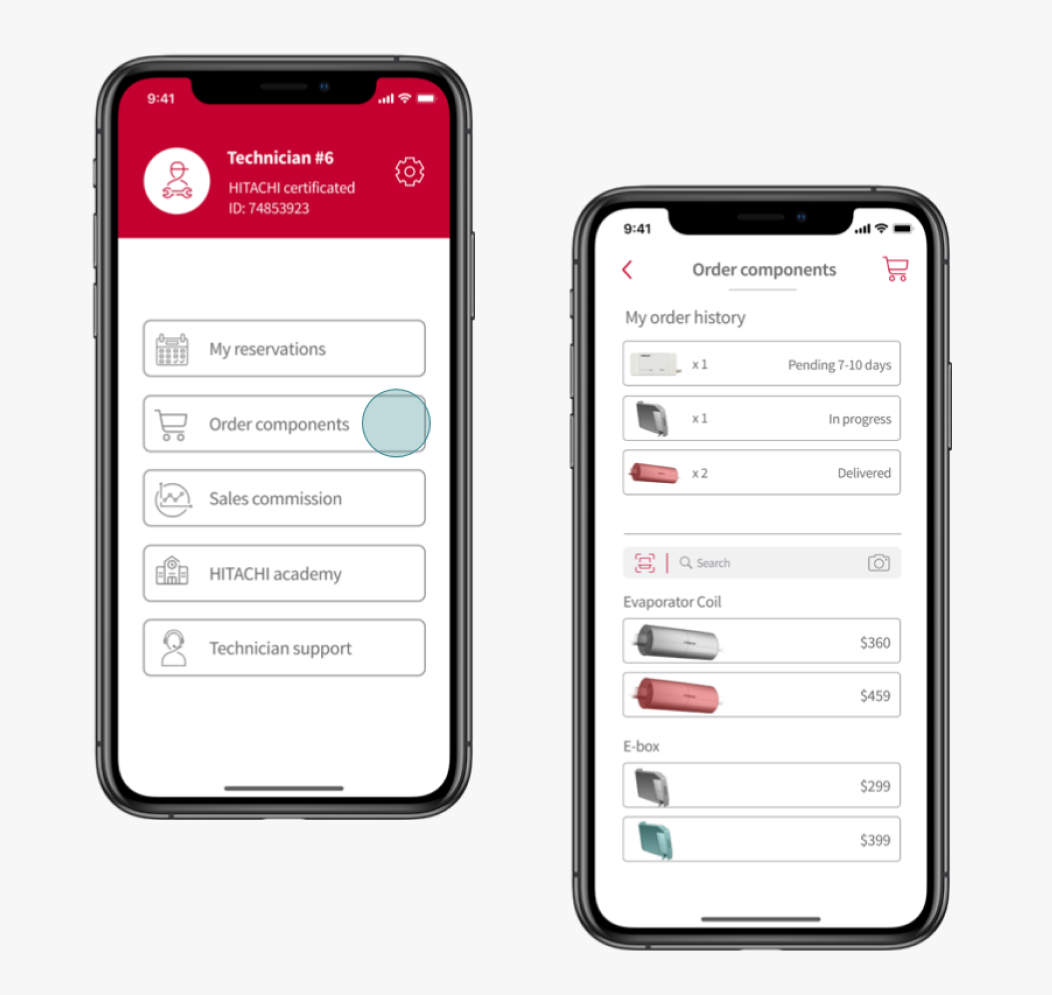 9:41
Technician #6
HITACHI certificated
ID: 74853923
My reservations
Order components
Sales commission
HITACHI academy
Technician support
9:41
Order components
My order history
x 1 Pending 7-10 days
x 1 In progress
x 2 Delivered
Search
Evaporator Coil
$360
$459
E-box
$299
$399